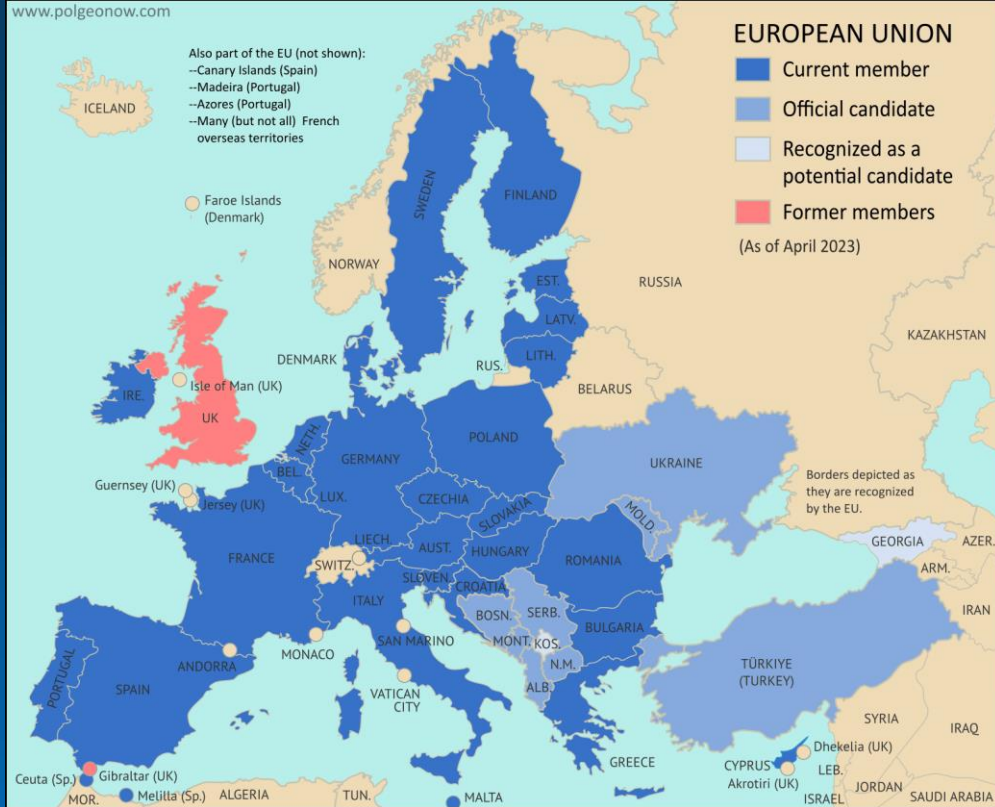 www.polgeonow.com
EUROPEAN UNION
Current member
Official candidate
Recognized as a
potential candidate
Former members
(As of April 2023)
Also part of the EU (not shown):
--Canary Islands (Spain)
--Madeira (Portugal)
--Azores (Portugal)
--Many (but not all) French
overseas territories
ICELAND
Faroe Islands
(Denmark)
SWEDEN
FINLAND
NORWAY
RUSSIA
EST.
LATV.
LITH.
RUS.
DENMARK
KAZAKHSTAN
BELARUS
Isle of Man (UK)
IRE.
UK
NETH.
POLAND
GERMANY
BEL.
UKRAINE
Guernsey (UK)
Jersey (UK)
LUX.
CZECHIA
SLOVAKIA
MOLD.
Borders depicted as
they are recognized
by the EU.
LIECH.
FRANCE
AUST.
HUNGARY
ROMANIA
GEORGIA
AZER.
SWITZ.
ARM.
SLOVEN.
CROATIA
ITALY
BOSN.
SERB.
IRAN
BULGARIA
SAN MARINO
MONT.
KOS.
MONACO
ANDORRA
N.M.
TÜRKIYE
(TURKEY)
PORTUGAL
SPAIN
VATICAN
CITY
ALB.
SYRIA
IRAQ
GREECE
Dhekelia (UK)
CYPRUS
Akrotiri (UK)
LEB.
Ceuta (Sp.)
Gibraltar (UK)
JORDAN
MOR.
Melilla (Sp.)
ALGERIA
TUN.
MALTA
ISRAEL
SAUDI ARABIA